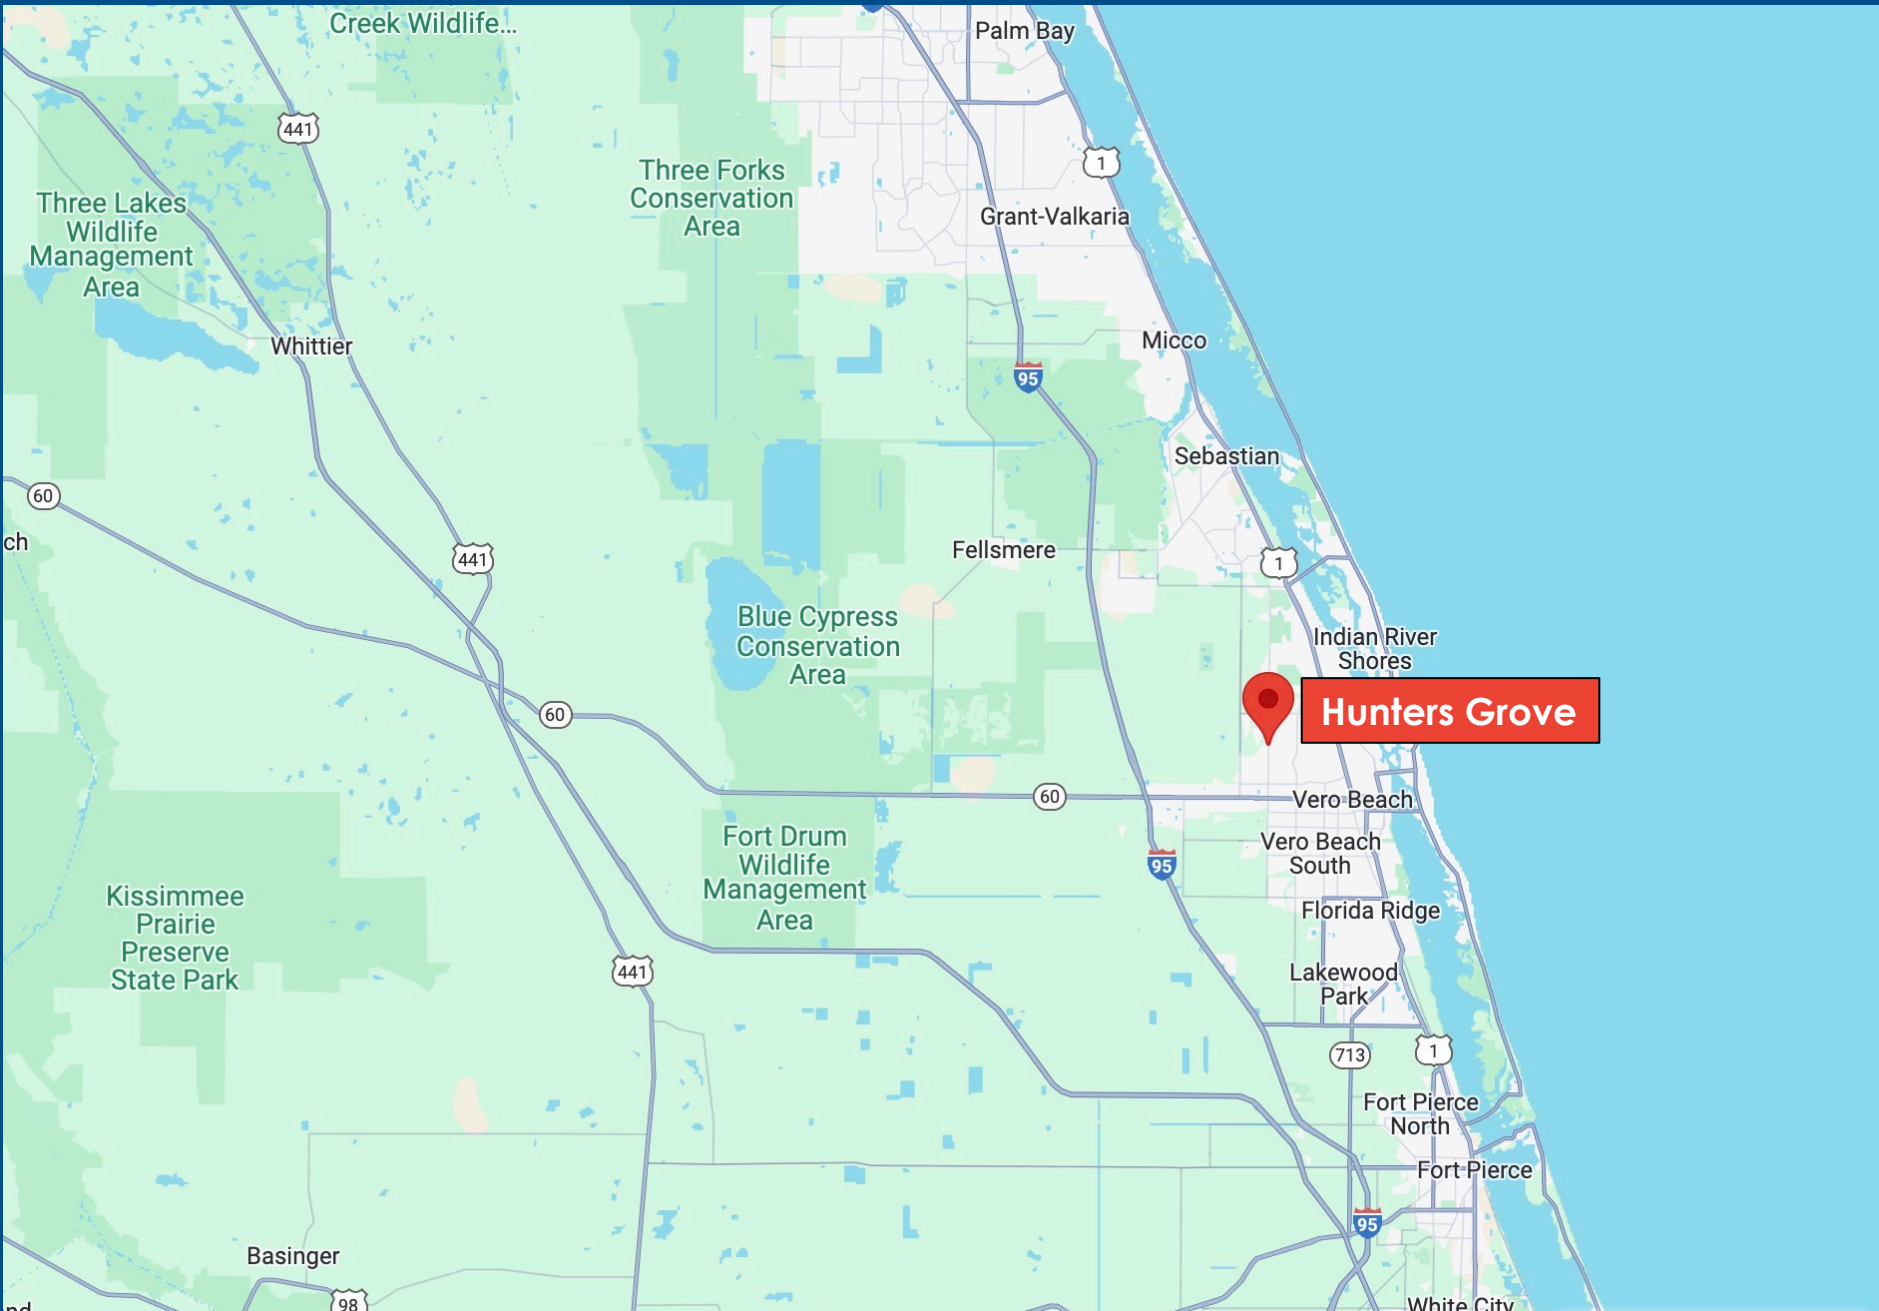 Creek Wildlife...
Palm Bay
441
1
Three Forks
Conservation
Area
Three Lakes
Wildlife
Management
Area
Grant-Valkaria
Whittier
Micco
95
Sebastian
60
ch
441
Fellsmere
1
Blue Cypress
Conservation
Area
Indian River
Shores
Hunters Grove
60
60
Vero Beach
Fort Drum
Wildlife
Management
Area
Vero Beach
South
95
Kissimmee
Prairie
Preserve
State Park
Florida Ridge
441
Lakewood
Park
713
1
Fort Pierce
North
Fort Pierce
95
Basinger
98
White City
nd